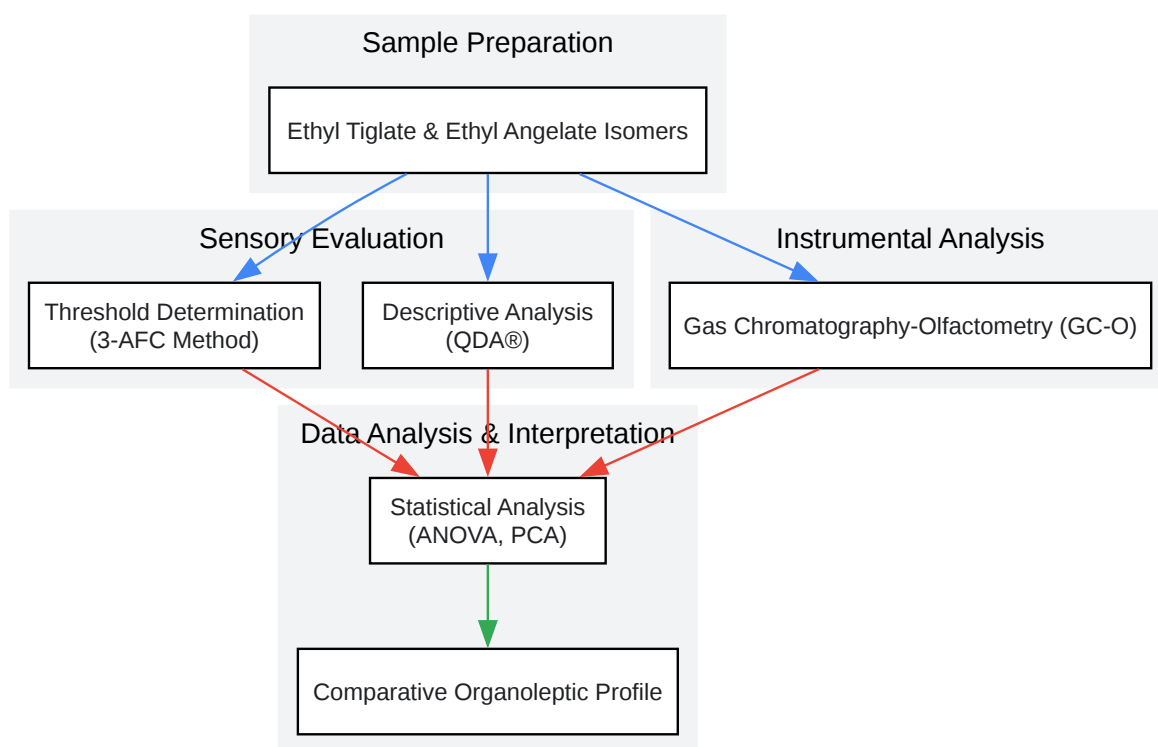 Sample Preparation
Ethyl Tiglate & Ethyl Angelate Isomers
Sensory Evaluation
Instrumental Analysis
Threshold Determination
(3-AFC Method)
Descriptive Analysis
(QDA®)
Gas Chromatography-Olfactometry (GC-O)
Data Analysis & Interpretation
Statistical Analysis
(ANOVA, PCA)
Comparative Organoleptic Profile